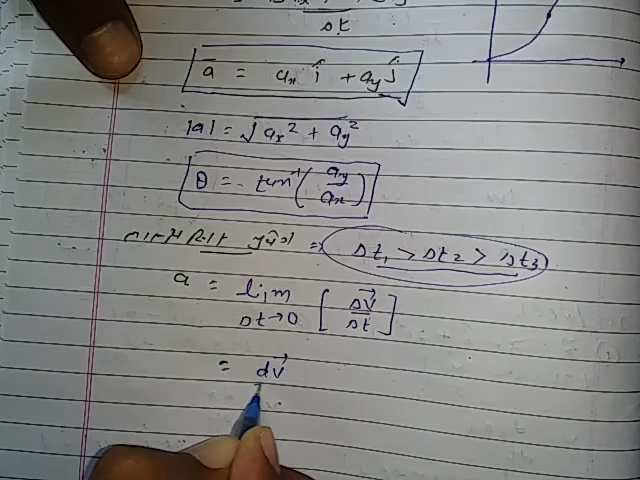 Δt
a̅ = aₓ î + a_y ĵ
|a| = √aₓ² + a_y²
θ = tan⁻¹(a_y/aₓ)
⇒ Δt₁ > Δt₂ > Δt₃
a = lim Δt→0 [Δv⃗/Δt]
= dv⃗